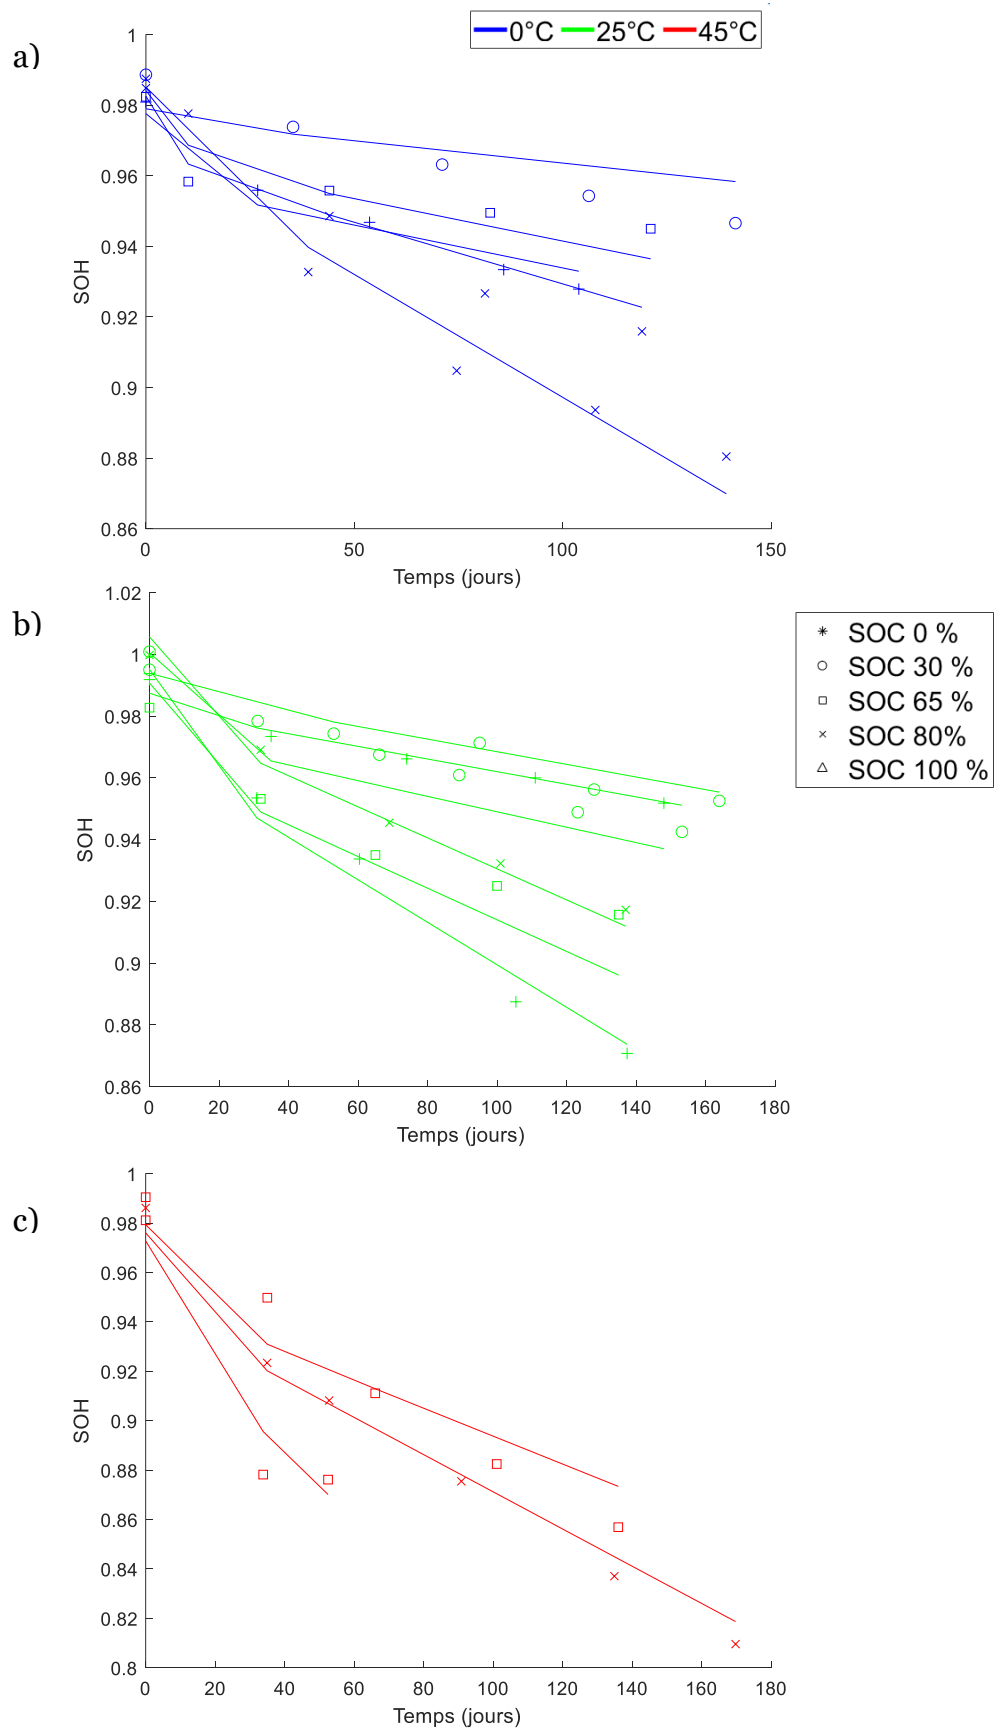 0°C 25°C 45°C
a)
1
0.98
0.96
0.94
0.92
0.9
0.88
0.86
SOH
0 50 100 150
Temps (jours)
b)
1.02
1
0.98
0.96
0.94
0.92
0.9
0.88
0.86
SOH
0 20 40 60 80 100 120 140 160 180
Temps (jours)
SOC 0 %
SOC 30 %
SOC 65 %
SOC 80%
SOC 100 %
c)
1
0.98
0.96
0.94
0.92
0.9
0.88
0.86
0.84
0.82
0.8
SOH
0 20 40 60 80 100 120 140 160 180
Temps (jours)